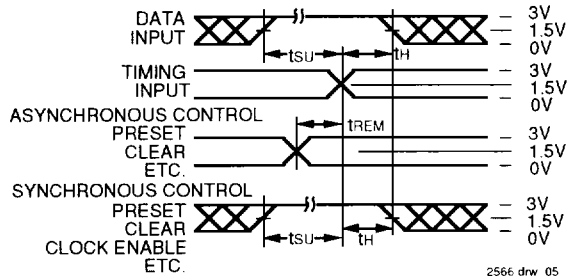 DATA
INPUT
tSU
tH
3V
1.5V
0V
TIMING
INPUT
3V
1.5V
0V
ASYNCHRONOUS CONTROL
PRESET
CLEAR
ETC.
tREM
3V
1.5V
0V
SYNCHRONOUS CONTROL
PRESET
CLEAR
CLOCK ENABLE
ETC.
tSU
tH
3V
1.5V
0V
2566 drw 05